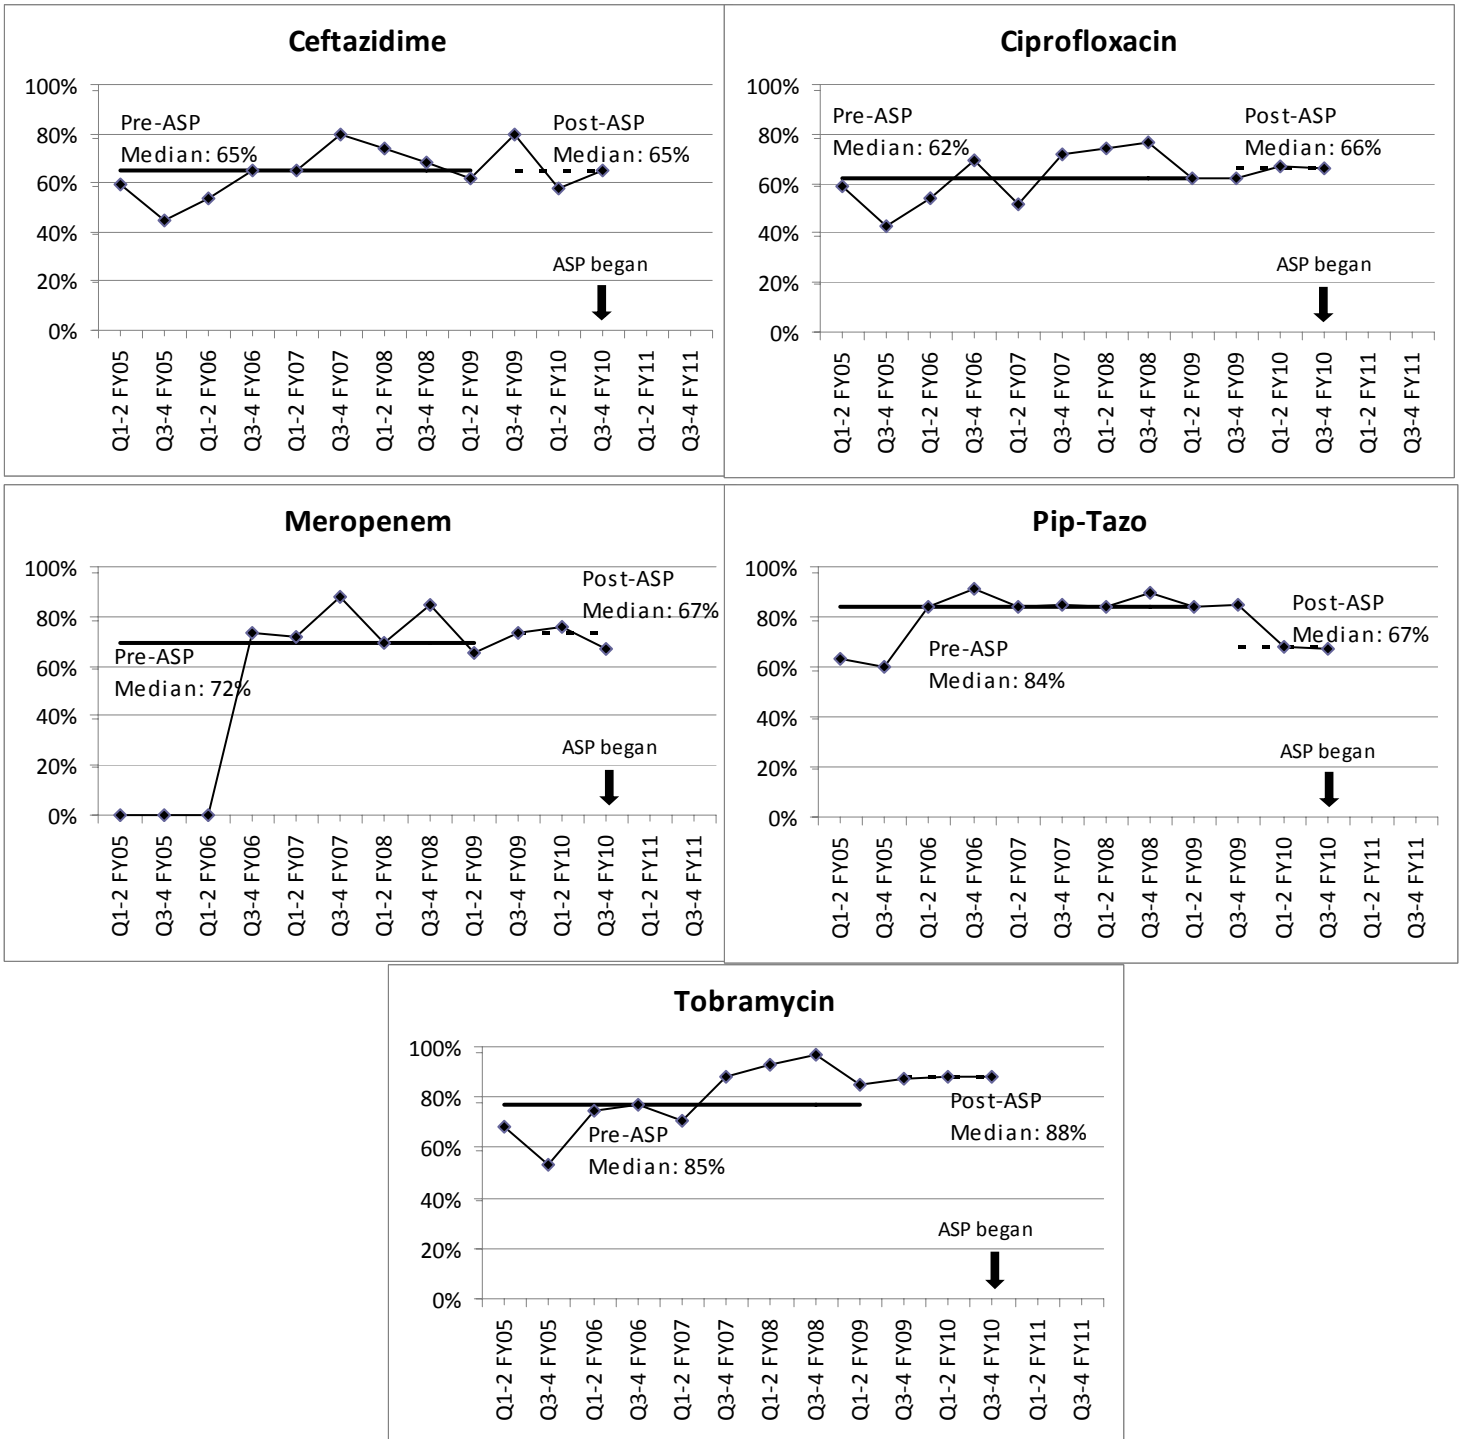 Ceftazidime
100%
80%
60%
40%
20%
0%
Pre-ASP
Median: 65%
Post-ASP
Median: 65%
ASP began
Q1-2 FY05
Q3-4 FY05
Q1-2 FY06
Q3-4 FY06
Q1-2 FY07
Q3-4 FY07
Q1-2 FY08
Q3-4 FY08
Q1-2 FY09
Q3-4 FY09
Q1-2 FY10
Q3-4 FY10
Q1-2 FY11
Q3-4 FY11
Ciprofloxacin
100%
80%
60%
40%
20%
0%
Pre-ASP
Median: 62%
Post-ASP
Median: 66%
ASP began
Q1-2 FY05
Q3-4 FY05
Q1-2 FY06
Q3-4 FY06
Q1-2 FY07
Q3-4 FY07
Q1-2 FY08
Q3-4 FY08
Q1-2 FY09
Q3-4 FY09
Q1-2 FY10
Q3-4 FY10
Q1-2 FY11
Q3-4 FY11
Meropenem
100%
80%
60%
40%
20%
0%
Pre-ASP
Median: 72%
Post-ASP
Median: 67%
ASP began
Q1-2 FY05
Q3-4 FY05
Q1-2 FY06
Q3-4 FY06
Q1-2 FY07
Q3-4 FY07
Q1-2 FY08
Q3-4 FY08
Q1-2 FY09
Q3-4 FY09
Q1-2 FY10
Q3-4 FY10
Q1-2 FY11
Q3-4 FY11
Pip-Tazo
100%
80%
60%
40%
20%
0%
Pre-ASP
Median: 84%
Post-ASP
Median: 67%
ASP began
Q1-2 FY05
Q3-4 FY05
Q1-2 FY06
Q3-4 FY06
Q1-2 FY07
Q3-4 FY07
Q1-2 FY08
Q3-4 FY08
Q1-2 FY09
Q3-4 FY09
Q1-2 FY10
Q3-4 FY10
Q1-2 FY11
Q3-4 FY11
Tobramycin
100%
80%
60%
40%
20%
0%
Pre-ASP
Median: 85%
Post-ASP
Median: 88%
ASP began
Q1-2 FY05
Q3-4 FY05
Q1-2 FY06
Q3-4 FY06
Q1-2 FY07
Q3-4 FY07
Q1-2 FY08
Q3-4 FY08
Q1-2 FY09
Q3-4 FY09
Q1-2 FY10
Q3-4 FY10
Q1-2 FY11
Q3-4 FY11